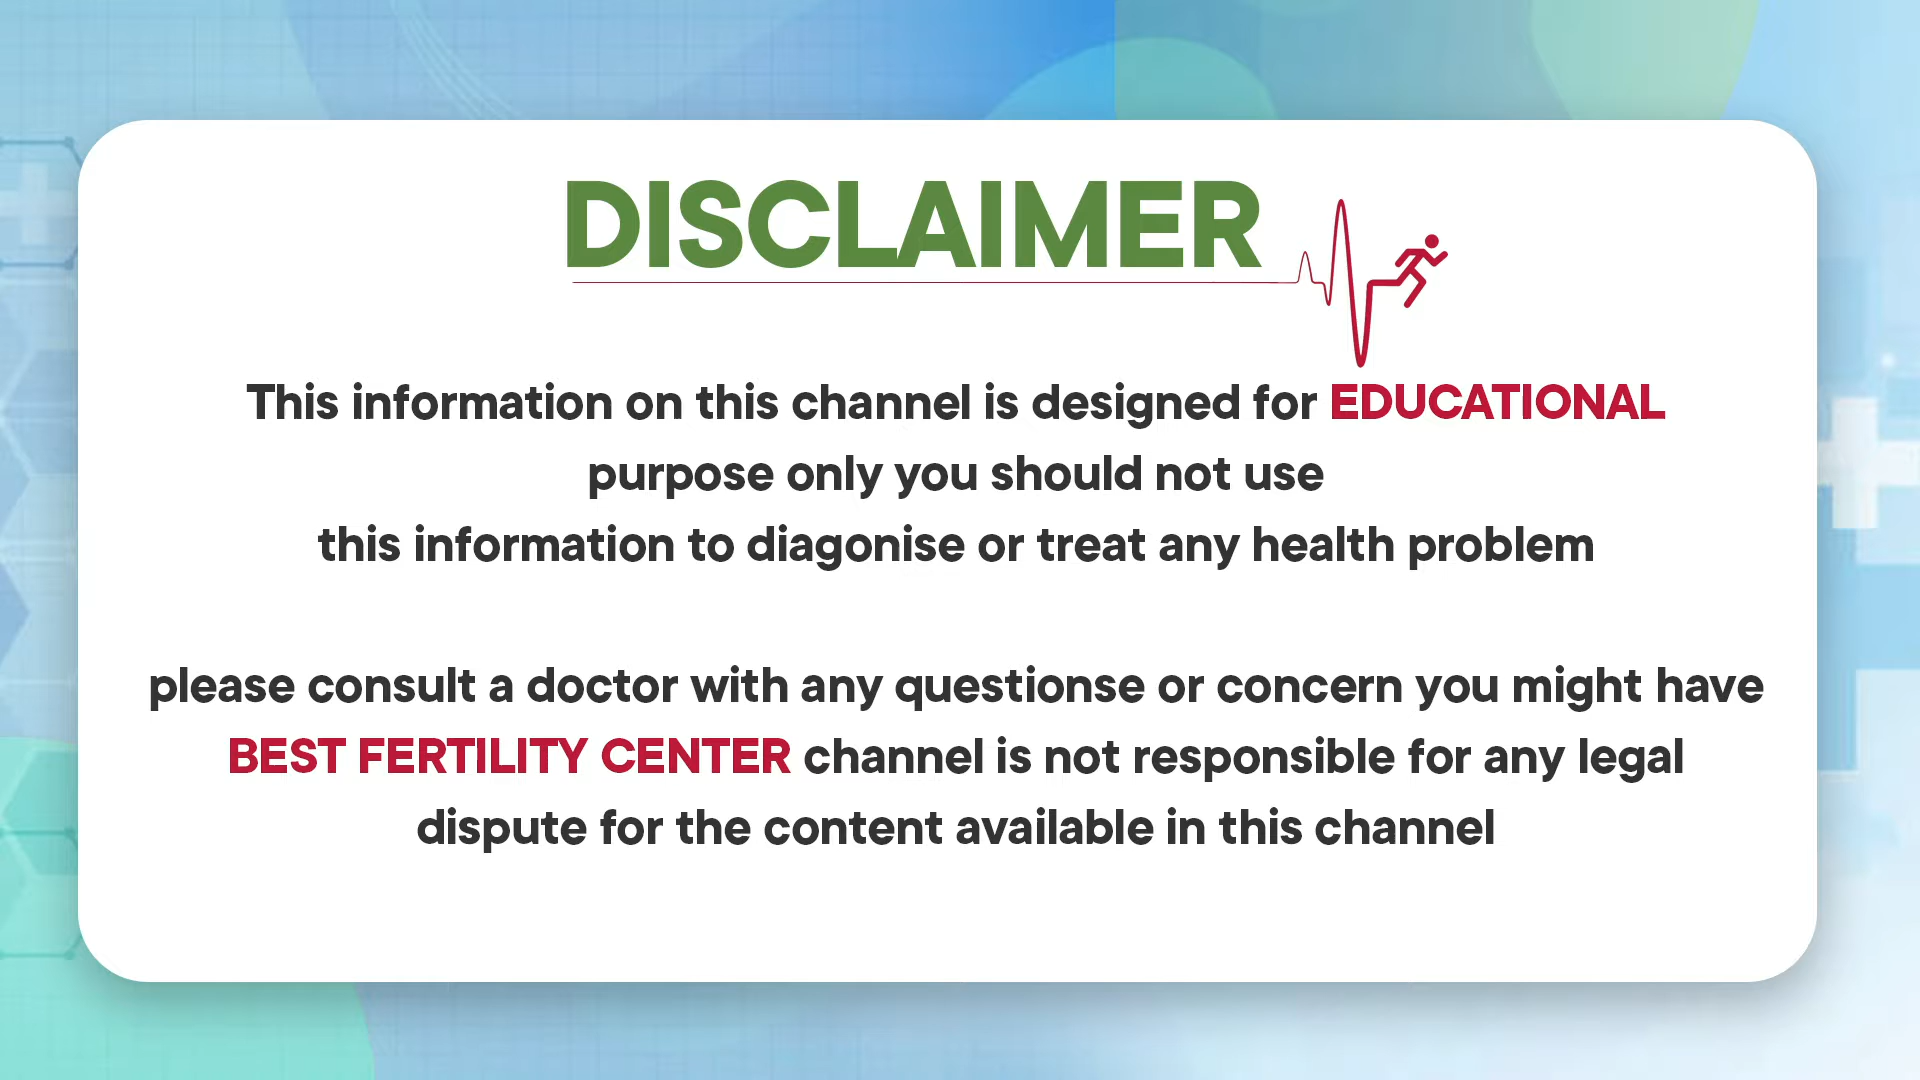 DISCLAIMER
This information on this channel is designed for EDUCATIONAL
purpose only you should not use
this information to diagonise or treat any health problem
please consult a doctor with any questionse or concern you might have
BEST FERTILITY CENTER channel is not responsible for any legal
dispute for the content available in this channel